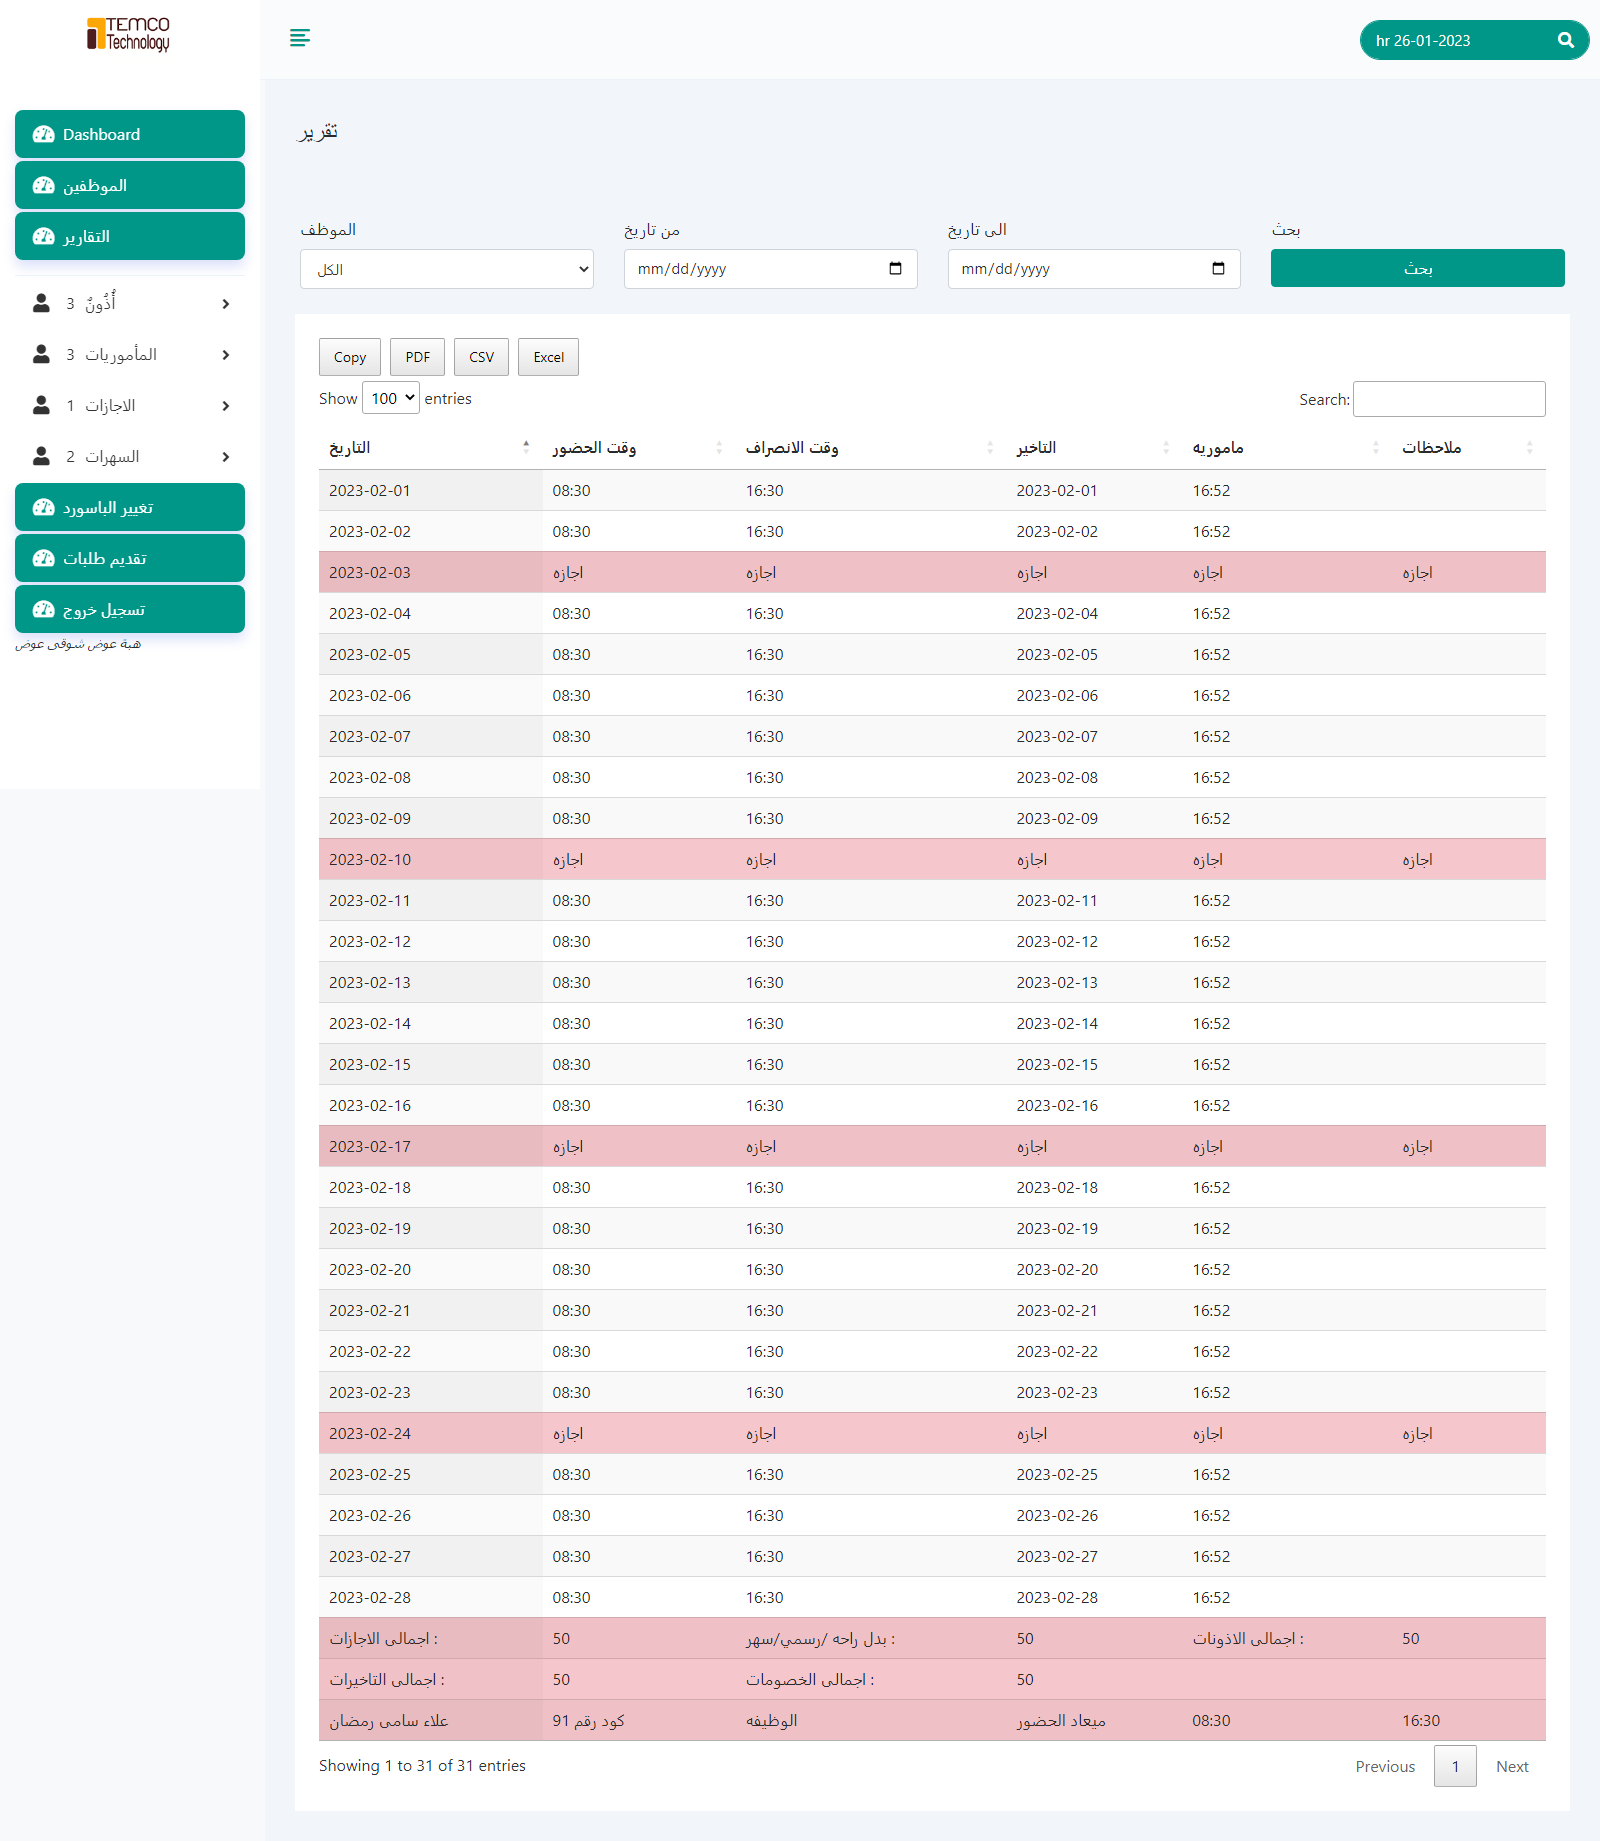 TEMCO
Technology
hr 26-01-2023
Dashboard
الموظفين
التقارير
3 أُذُونٌ
3 المأموريات
1 الاجازات
2 السهرات
تغيير الباسورد
تقديم طلبات
تسجيل خروج
هبة عوض شوقى عوض
تقرير
الموظف من تاريخ الى تاريخ بحث
الكل mm/dd/yyyy mm/dd/yyyy بحث
Copy PDF CSV Excel
Show 100 entries Search:
التاريخ وقت الحضور وقت الانصراف التاخير ماموريه ملاحظات
2023-02-01 08:30 16:30 2023-02-01 16:52
2023-02-02 08:30 16:30 2023-02-02 16:52
2023-02-03 اجازه اجازه اجازه اجازه اجازه
2023-02-04 08:30 16:30 2023-02-04 16:52
2023-02-05 08:30 16:30 2023-02-05 16:52
2023-02-06 08:30 16:30 2023-02-06 16:52
2023-02-07 08:30 16:30 2023-02-07 16:52
2023-02-08 08:30 16:30 2023-02-08 16:52
2023-02-09 08:30 16:30 2023-02-09 16:52
2023-02-10 اجازه اجازه اجازه اجازه اجازه
2023-02-11 08:30 16:30 2023-02-11 16:52
2023-02-12 08:30 16:30 2023-02-12 16:52
2023-02-13 08:30 16:30 2023-02-13 16:52
2023-02-14 08:30 16:30 2023-02-14 16:52
2023-02-15 08:30 16:30 2023-02-15 16:52
2023-02-16 08:30 16:30 2023-02-16 16:52
2023-02-17 اجازه اجازه اجازه اجازه اجازه
2023-02-18 08:30 16:30 2023-02-18 16:52
2023-02-19 08:30 16:30 2023-02-19 16:52
2023-02-20 08:30 16:30 2023-02-20 16:52
2023-02-21 08:30 16:30 2023-02-21 16:52
2023-02-22 08:30 16:30 2023-02-22 16:52
2023-02-23 08:30 16:30 2023-02-23 16:52
2023-02-24 اجازه اجازه اجازه اجازه اجازه
2023-02-25 08:30 16:30 2023-02-25 16:52
2023-02-26 08:30 16:30 2023-02-26 16:52
2023-02-27 08:30 16:30 2023-02-27 16:52
2023-02-28 08:30 16:30 2023-02-28 16:52
اجمالى الاجازات : 50 بدل راحه /رسمي/سهر : 50 اجمالى الاذونات : 50
اجمالى التاخيرات : 50 اجمالى الخصومات : 50
علاء سامى رمضان كود رقم 91 الوظيفه ميعاد الحضور 08:30 16:30
Showing 1 to 31 of 31 entries Previous 1 Next